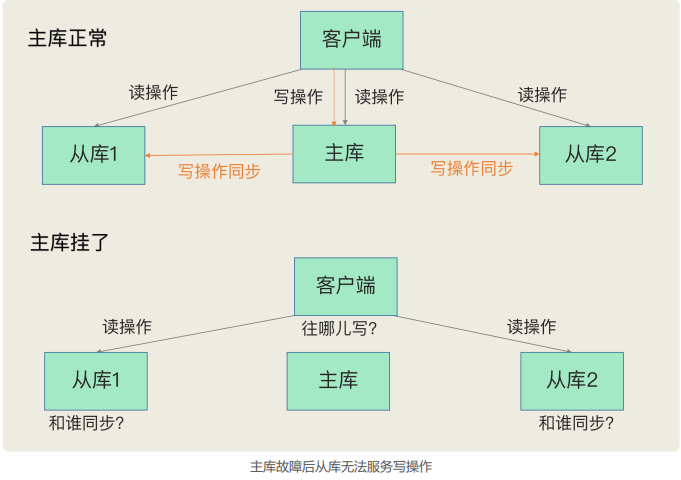 主库正常
客户端
读操作
写操作
读操作
读操作
从库1
主库
从库2
写操作同步
写操作同步
主库挂了
客户端
往哪儿写?
读操作
读操作
从库1
主库
从库2
和谁同步?
和谁同步?
主库故障后从库无法服务写操作